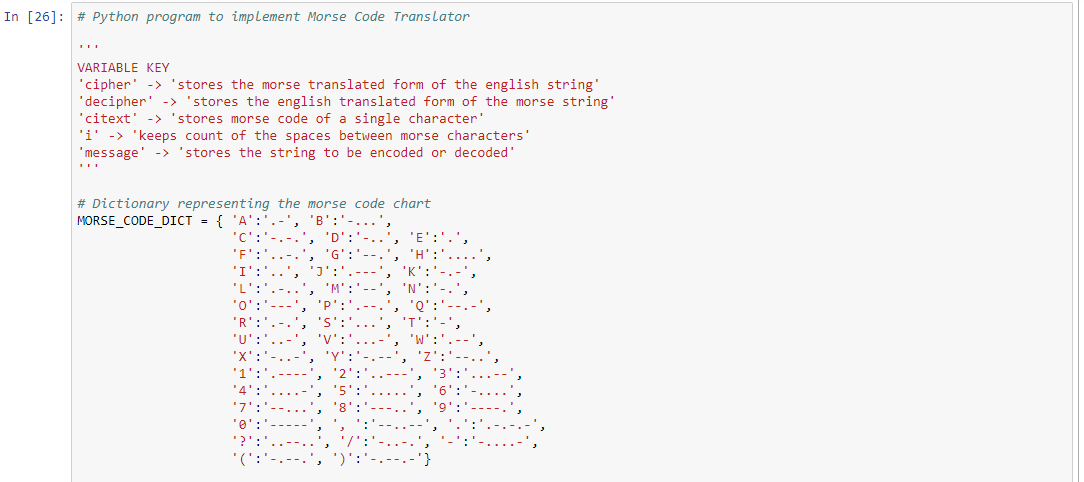 In [26]: # Python program to implement Morse Code Translator
'''
VARIABLE KEY
'cipher' -> 'stores the morse translated form of the english string'
'decipher' -> 'stores the english translated form of the morse string'
'citext' -> 'stores morse code of a single character'
'i' -> 'keeps count of the spaces between morse characters'
'message' -> 'stores the string to be encoded or decoded'
'''
# Dictionary representing the morse code chart
MORSE_CODE_DICT = { 'A':'.-', 'B':'-...',
'C':'-.-.', 'D':'-..', 'E':'.',
'F':'..-.', 'G':'--.', 'H':'....',
'I':'..', 'J':'.---', 'K':'-.-',
'L':'.-..', 'M':'--', 'N':'-.',
'O':'---', 'P':'.--.', 'Q':'--.-',
'R':'.-.', 'S':'...', 'T':'-',
'U':'..-', 'V':'...-', 'W':'.--',
'X':'-..-', 'Y':'-.--', 'Z':'--..',
'1':'.----', '2':'..---', '3':'...--',
'4':'....-', '5':'.....', '6':'-....',
'7':'--...', '8':'---..', '9':'----.',
'0':'-----', ', ':'--..--', '.':'.-.-.-',
'?':'..--..', '/':'-..-.', '-':'-....-',
'(':'-.--.', ')':'-.--.-'}